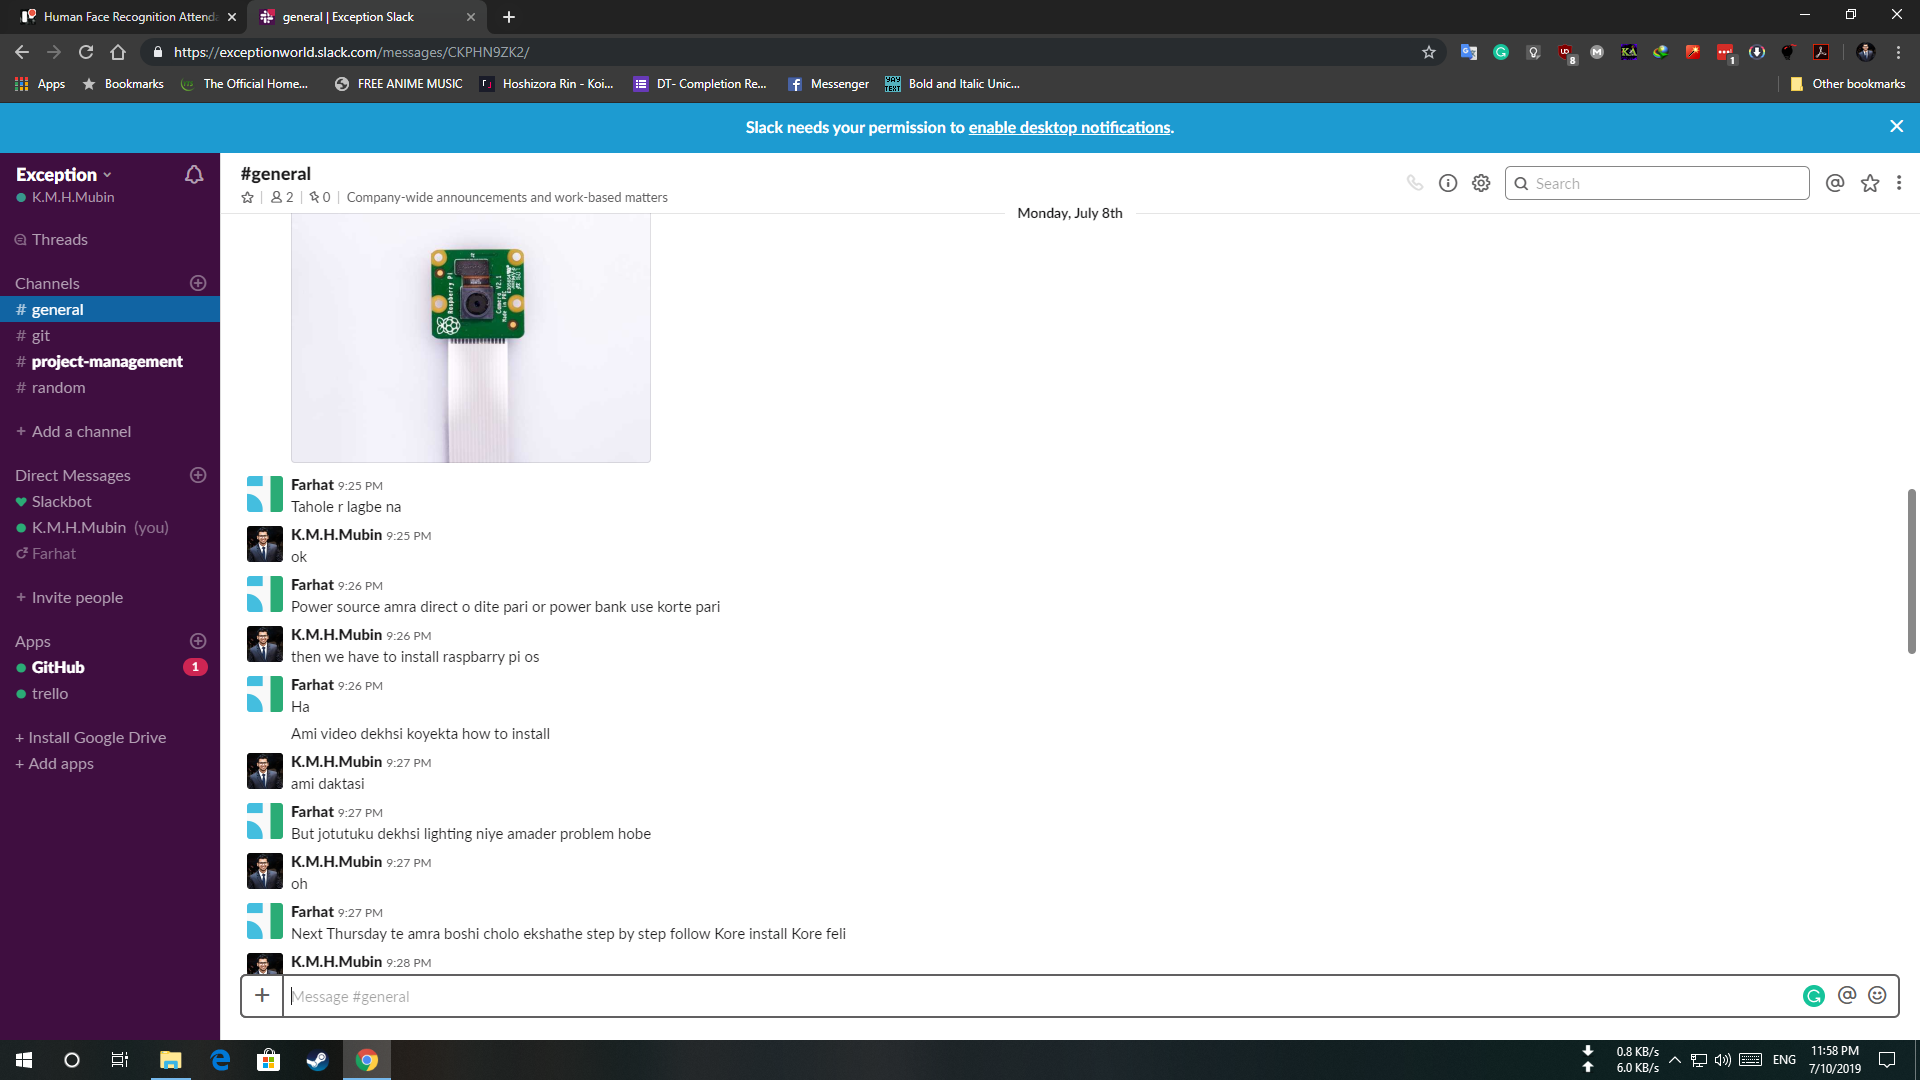 Human Face Recognition Attenda
general | Exception Slack
https://exceptionworld.slack.com/messages/CKPHN9ZK2/
8
1
Apps
Bookmarks
The Official Home...
FREE ANIME MUSIC
Hoshizora Rin - Koi...
DT- Completion Re...
Messenger
Bold and Italic Unic...
Other bookmarks
Slack needs your permission to enable desktop notifications.
Exception
K.M.H.Mubin
Threads
Channels
# general
# git
# project-management
# random
+ Add a channel
Direct Messages
Slackbot
K.M.H.Mubin (you)
Farhat
+ Invite people
Apps
GitHub 1
trello
+ Install Google Drive
+ Add apps
#general
2 | 0 | Company-wide announcements and work-based matters
Search
Monday, July 8th
Raspberry Pi
Camera V2.1
Farhat 9:25 PM
Tahole r lagbe na
K.M.H.Mubin 9:25 PM
ok
Farhat 9:26 PM
Power source amra direct o dite pari or power bank use korte pari
K.M.H.Mubin 9:26 PM
then we have to install raspbarry pi os
Farhat 9:26 PM
Ha
Ami video dekhsi koyekta how to install
K.M.H.Mubin 9:27 PM
ami daktasi
Farhat 9:27 PM
But jotutuku dekhsi lighting niye amader problem hobe
K.M.H.Mubin 9:27 PM
oh
Farhat 9:27 PM
Next Thursday te amra boshi cholo ekshathe step by step follow Kore install Kore feli
K.M.H.Mubin 9:28 PM
Message #general
0.8 KB/s
6.0 KB/s
ENG
11:58 PM
7/10/2019